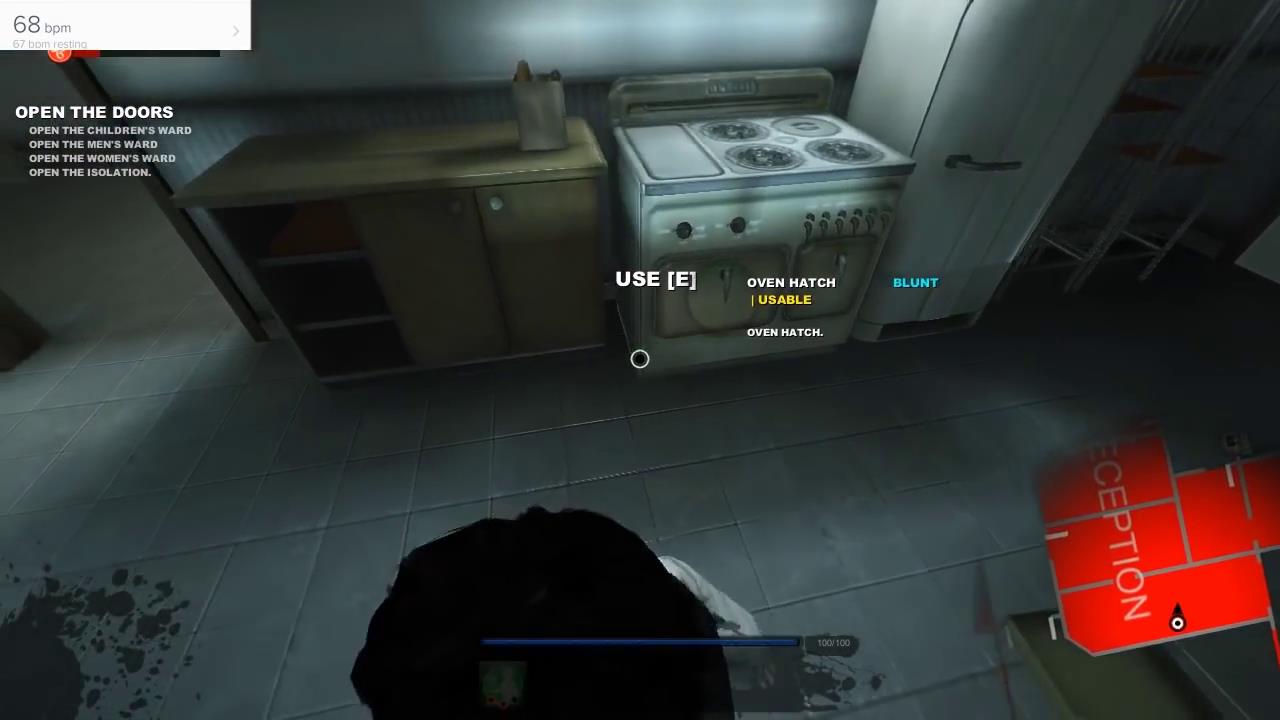 68 bpm
67 bpm resting
OPEN THE DOORS
OPEN THE CHILDREN'S WARD
OPEN THE MEN'S WARD
OPEN THE WOMEN'S WARD
OPEN THE ISOLATION.
USE [E]
OVEN HATCH
| USABLE
OVEN HATCH.
BLUNT
ECEPTION
100/100